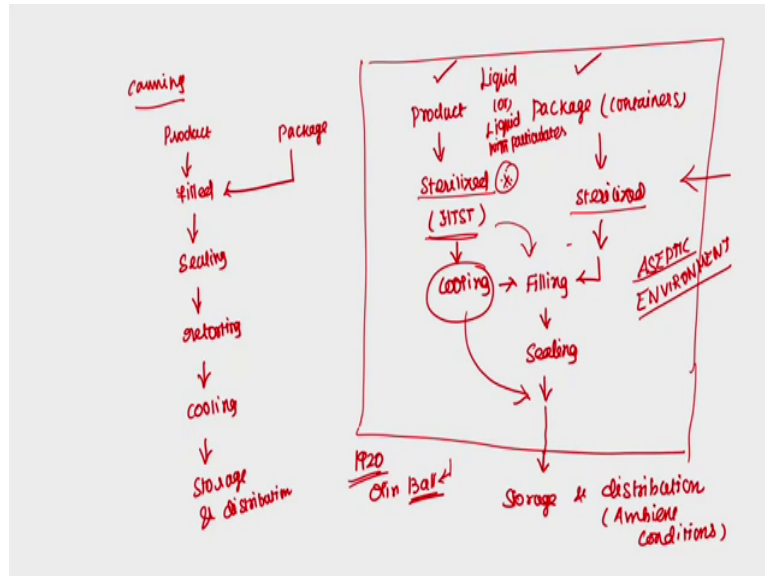 Canning
Product
Package
filled
Sealing
retorting
Cooling
Storage
& distribution
Liquid
(or)
Liquid
with particulates
Product
Package (containers)
Sterilized
(HTST)
Sterilized
Cooling
Filling
Sealing
ASEPTIC
ENVIRONMENT
1920
Olin Ball
Storage & distribution
(Ambient
conditions)